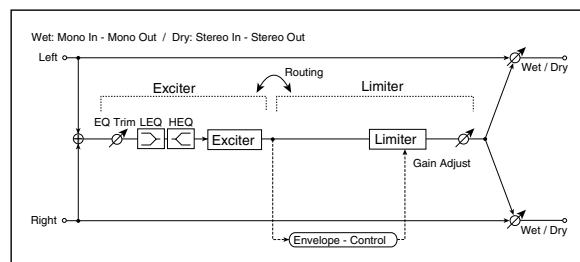 Wet: Mono In - Mono Out / Dry: Stereo In - Stereo Out
Left
Wet / Dry
Routing
Exciter
Limiter
EQ Trim
LEQ
HEQ
Exciter
Limiter
Gain Adjust
Right
Wet / Dry
Envelope - Control